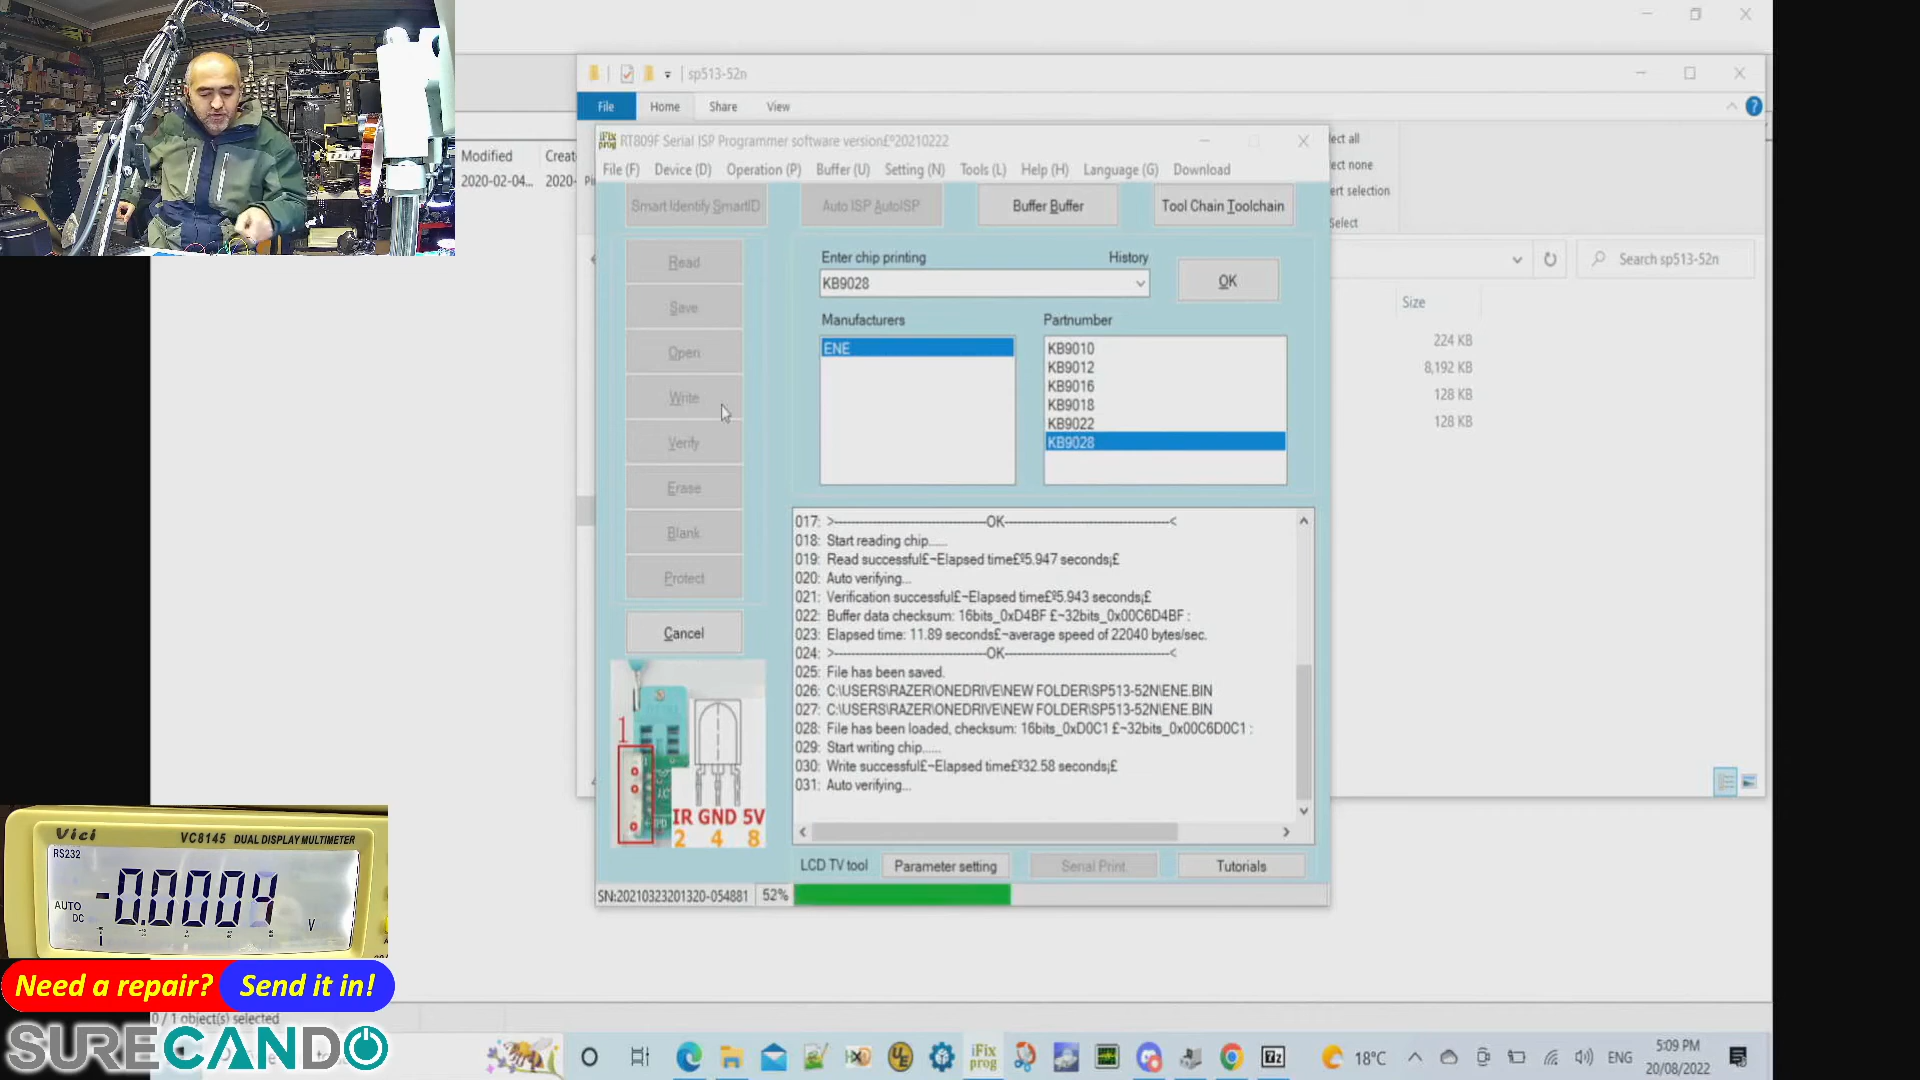 sp513-52n
File
Home
Share
View
Modified
2020-02-04...
2020-
ect all
ect none
ert selection
Select
Search sp513-52n
Size
224 KB
8,192 KB
128 KB
128 KB
RT809F Serial ISP Programmer software version£º20210222
File (F)
Device (D)
Operation (P)
Buffer (U)
Setting (N)
Tools (L)
Help (H)
Language (G)
Download
Smart Identify SmartID
Auto ISP AutoISP
Buffer Buffer
Tool Chain Toolchain
Read
Save
Open
Write
Verify
Erase
Blank
Protect
Cancel
Enter chip printing
History
KB9028
OK
Manufacturers
Partnumber
ENE
KB9010
KB9012
KB9016
KB9018
KB9022
KB9028
017: >------------------------------------OK------------------------------------<
018: Start reading chip......
019: Read successful£¬Elapsed time£º5.947 seconds¡£
020: Auto verifying...
021: Verification successful£¬Elapsed time£º5.943 seconds¡£
022: Buffer data checksum: 16bits_0xD4BF £¬32bits_0x00C6D4BF :
023: Elapsed time: 11.89 seconds£¬average speed of 22040 bytes/sec.
024: >------------------------------------OK------------------------------------<
025: File has been saved.
026: C:\USERS\RAZER\ONEDRIVE\NEW FOLDER\SP513-52N\ENE.BIN
027: C:\USERS\RAZER\ONEDRIVE\NEW FOLDER\SP513-52N\ENE.BIN
028: File has been loaded, checksum: 16bits_0xD0C1 £¬32bits_0x00C6D0C1 :
029: Start writing chip......
030: Write successful£¬Elapsed time£º32.58 seconds¡£
031: Auto verifying...
1
IR GND 5V
2 4 8
LCD TV tool
Parameter setting
Serial Print
Tutorials
SN:20210323201320-054881
52%
Vici
VC8145 DUAL DISPLAY MULTIMETER
RS232
AUTO
DC
-0.0004
V
Need a repair?
Send it in!
0 / 1 object(s) selected
SURECANDO
iFix
prog
18°C
ENG
5:09 PM
20/08/2022